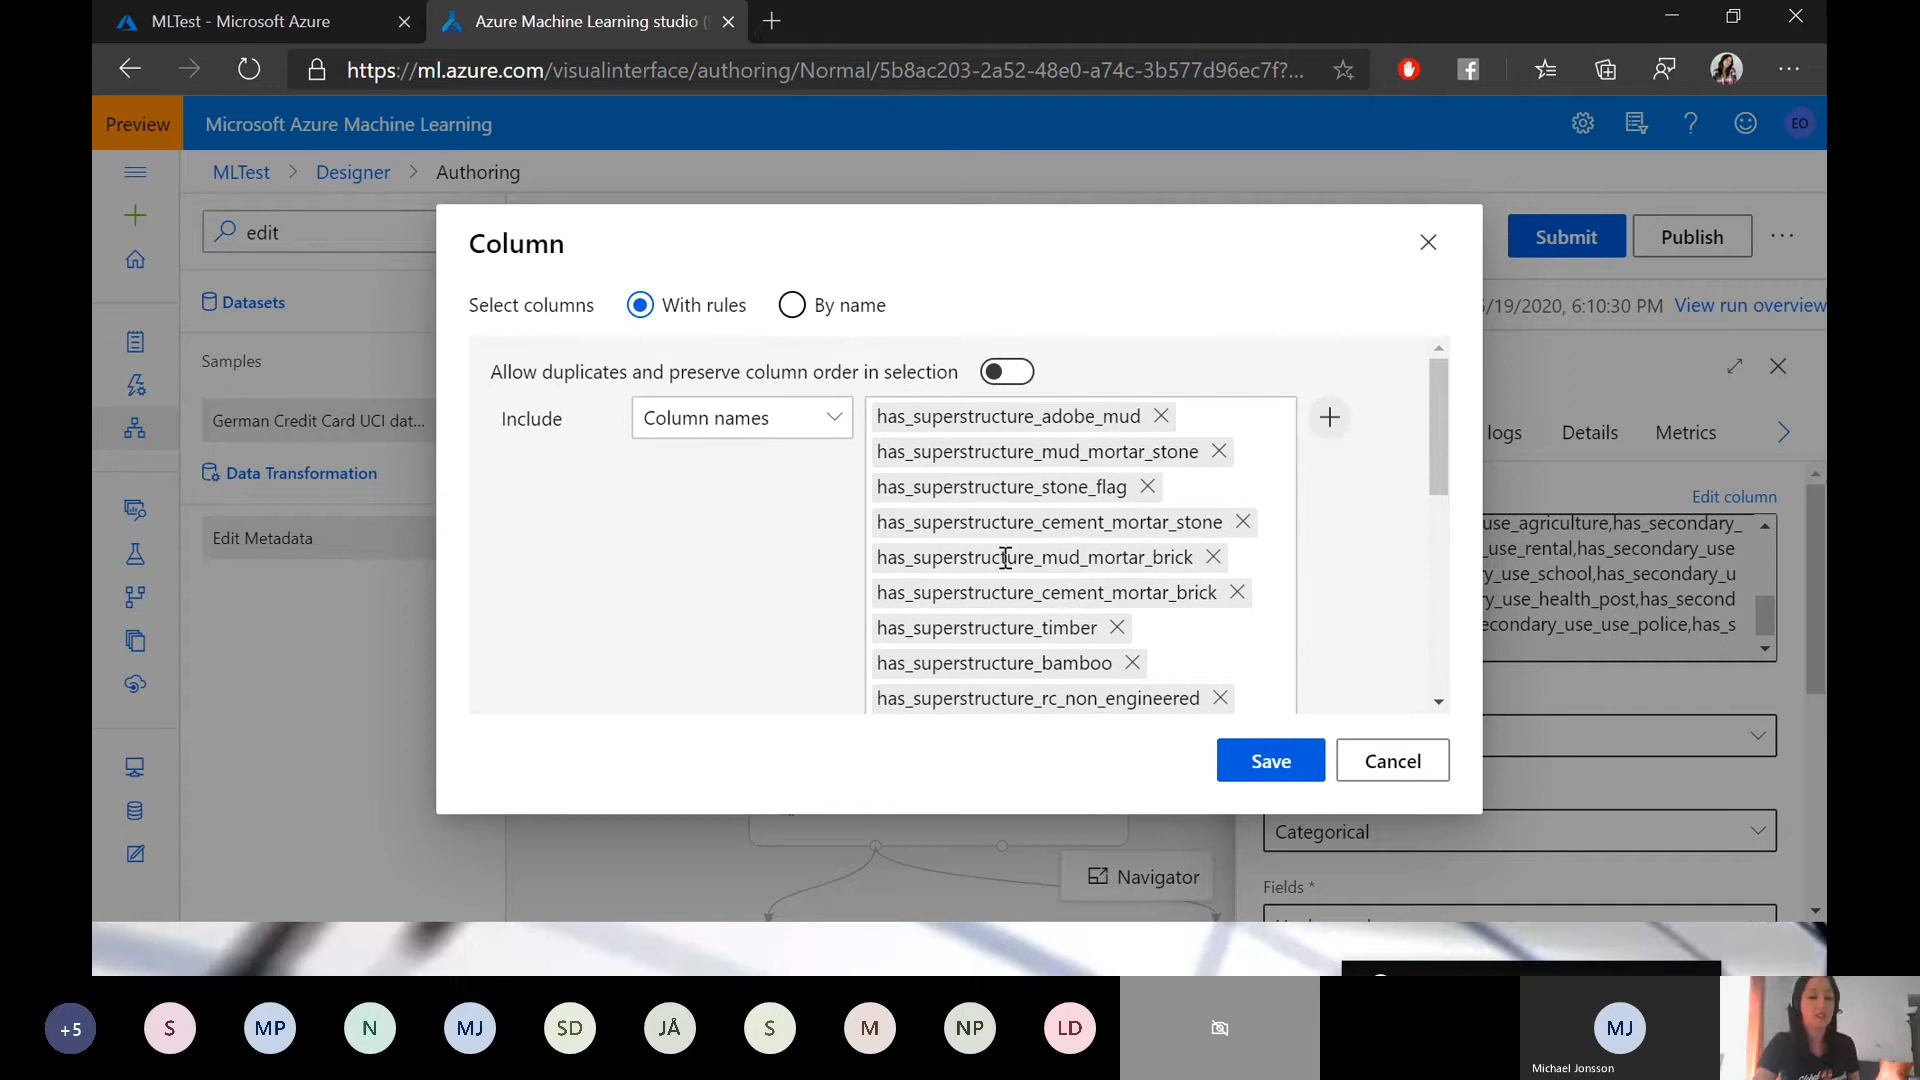 MLTest - Microsoft Azure
Azure Machine Learning studio (
https://ml.azure.com/visualinterface/authoring/Normal/5b8ac203-2a52-48e0-a74c-3b577d96ec7f?...
Preview
Microsoft Azure Machine Learning
EO
MLTest > Designer > Authoring
edit
Submit
Publish
Datasets
/19/2020, 6:10:30 PM View run overview
Samples
German Credit Card UCI dat...
Data Transformation
Edit Metadata
Column
Select columns
With rules
By name
Allow duplicates and preserve column order in selection
Include
Column names
has_superstructure_adobe_mud
has_superstructure_mud_mortar_stone
has_superstructure_stone_flag
has_superstructure_cement_mortar_stone
has_superstructure_mud_mortar_brick
has_superstructure_cement_mortar_brick
has_superstructure_timber
has_superstructure_bamboo
has_superstructure_rc_non_engineered
Save
Cancel
logs
Details
Metrics
Edit column
use_agriculture,has_secondary_
_use_rental,has_secondary_use
y_use_school,has_secondary_u
y_use_health_post,has_second
econdary_use_use_police,has_s
Categorical
Fields *
Navigator
+5
S
MP
N
MJ
SD
JÅ
S
M
NP
LD
MJ
Michael Jonsson